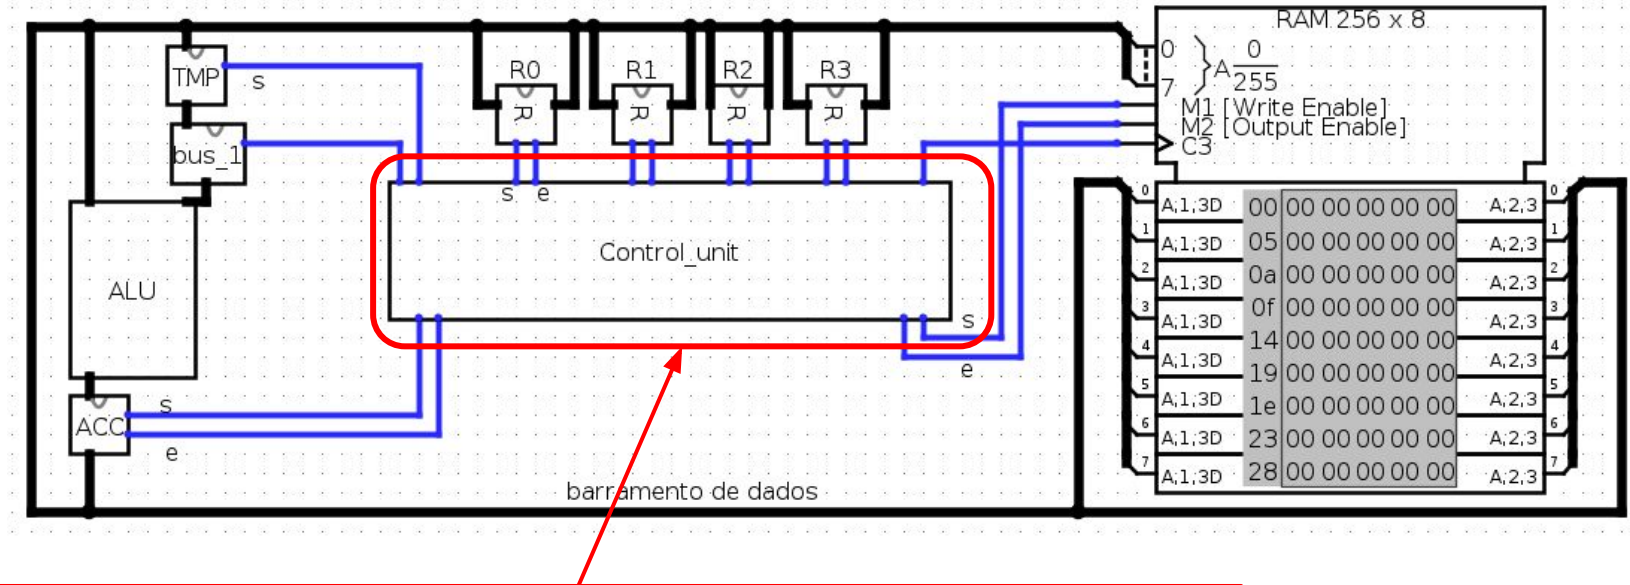 RAM 256 x 8
R0 R1 R2 R3
0
7
A 0
255
TMP
s
R R R R
M1 [Write Enable]
M2 [Output Enable]
C3
bus_1
s e
Control_unit
ALU
s
e
ACC
s
e
barramento de dados
0 A,1,3D 00 00 00 00 00 00 A,2,3 0
1 A,1,3D 05 00 00 00 00 00 A,2,3 1
2 A,1,3D 0a 00 00 00 00 00 A,2,3 2
3 A,1,3D 0f 00 00 00 00 00 A,2,3 3
4 A,1,3D 14 00 00 00 00 00 A,2,3 4
5 A,1,3D 19 00 00 00 00 00 A,2,3 5
6 A,1,3D 1e 00 00 00 00 00 A,2,3 6
7 A,1,3D 23 00 00 00 00 00 A,2,3 7
28 00 00 00 00 00